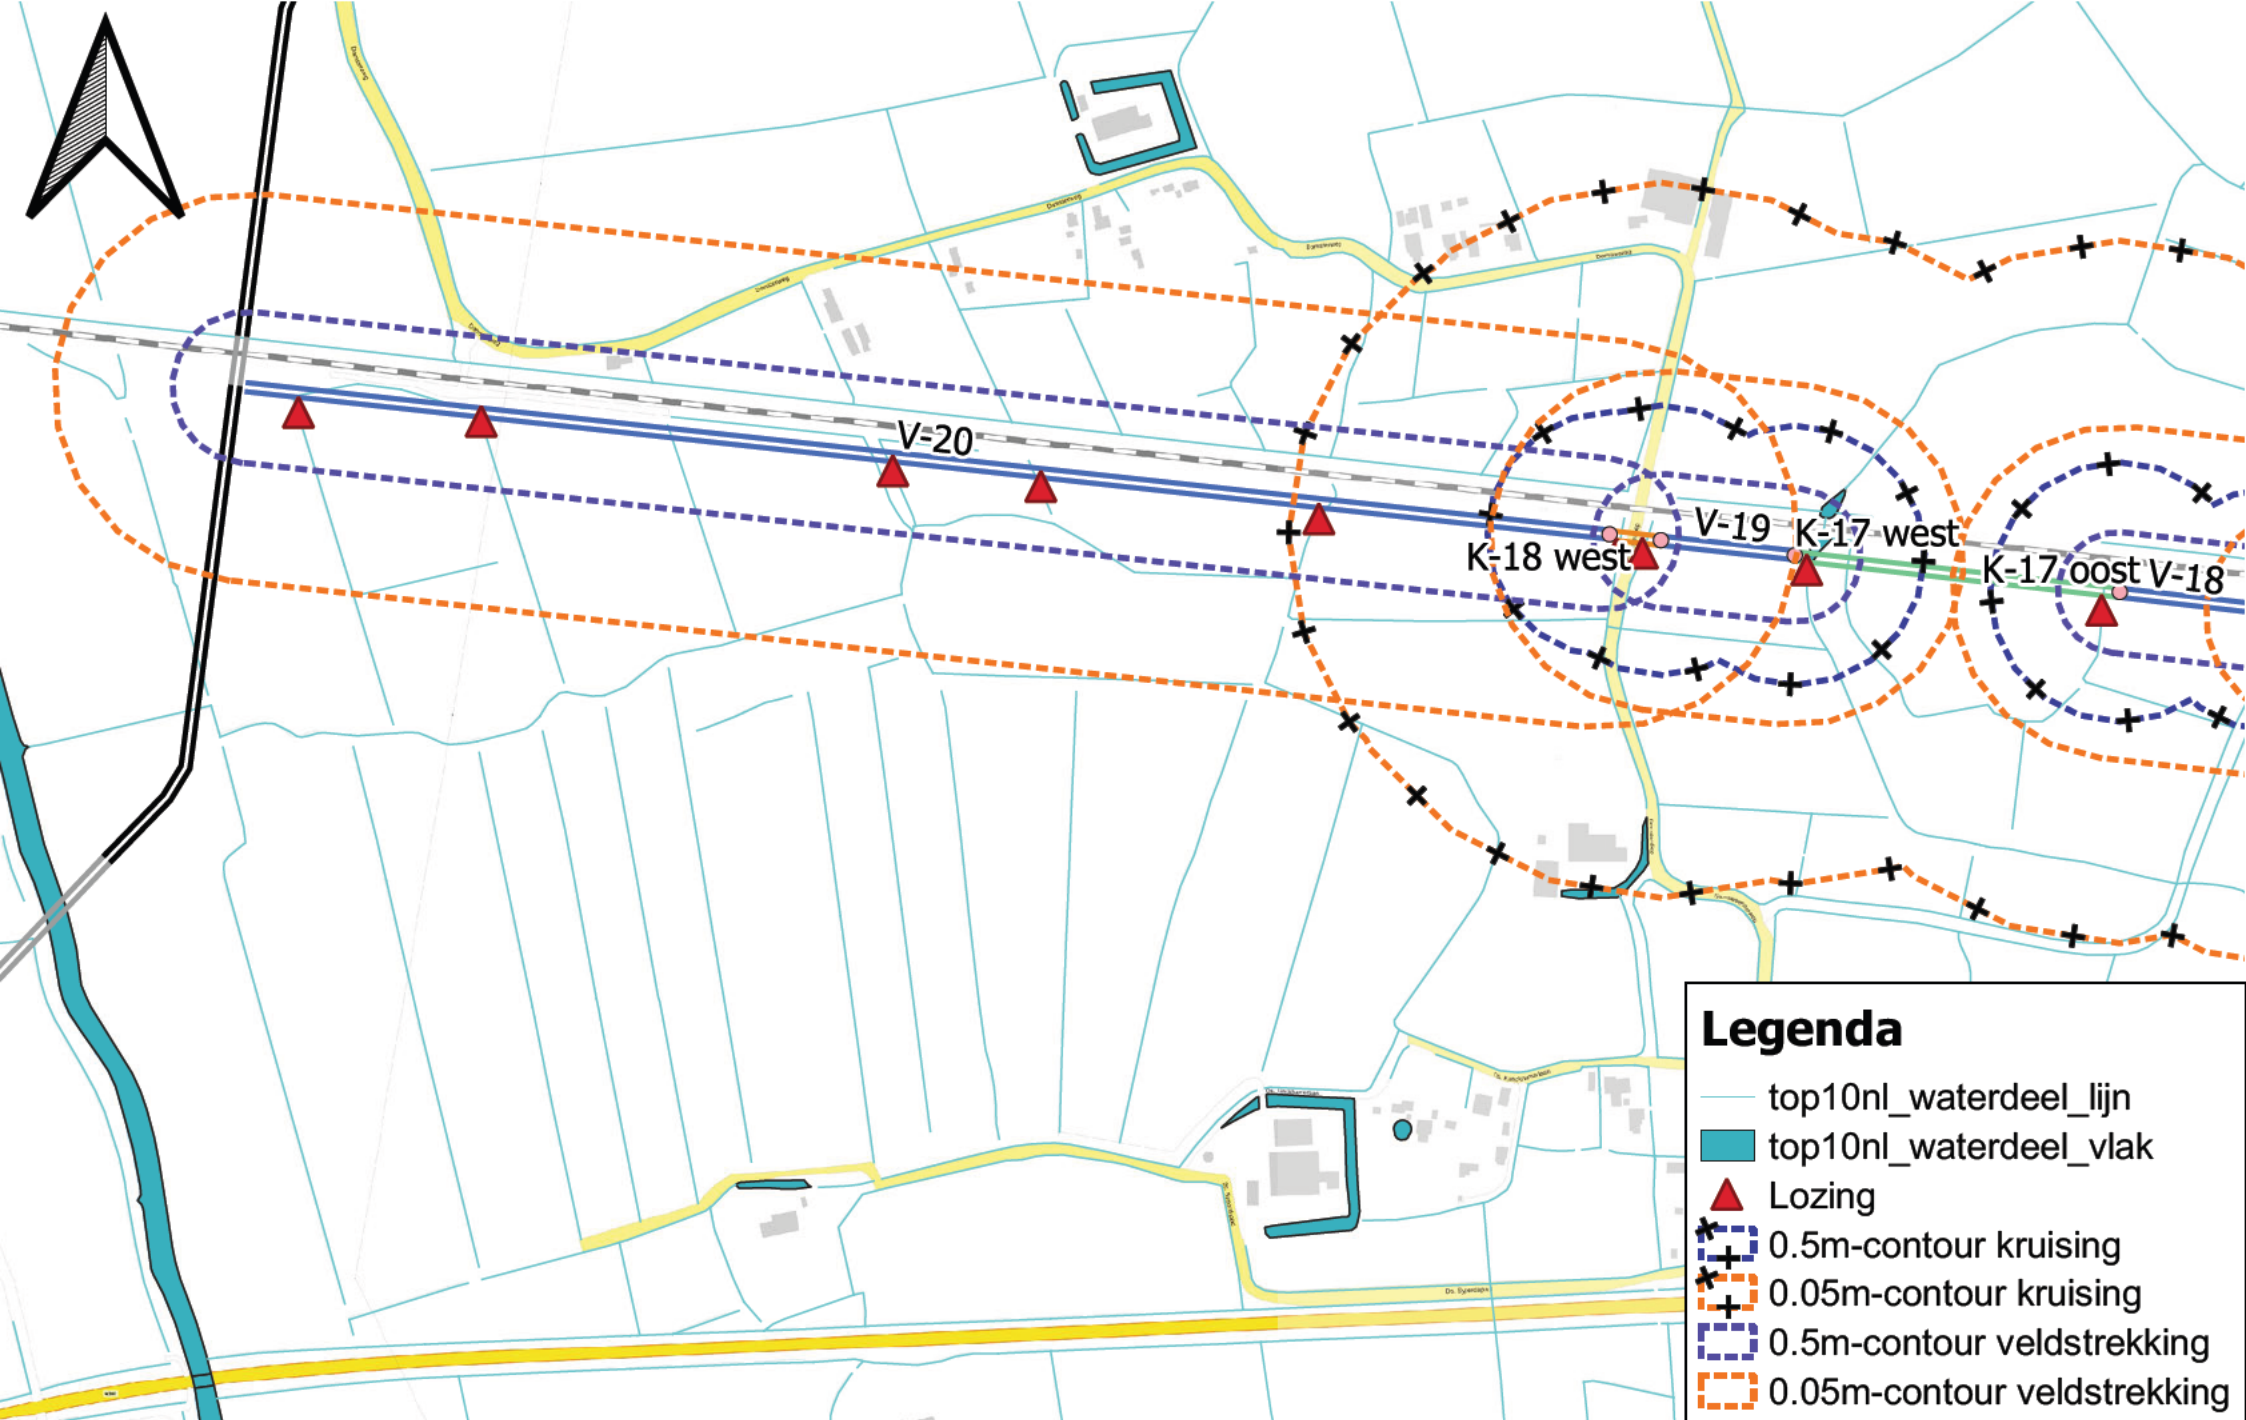 V-20
V-19
K-17 west
K-18 west
K-17 oost
V-18
Legenda
top10nl_waterdeel_lijn
top10nl_waterdeel_vlak
Lozing
0.5m-contour kruising
0.05m-contour kruising
0.5m-contour veldstrekking
0.05m-contour veldstrekking